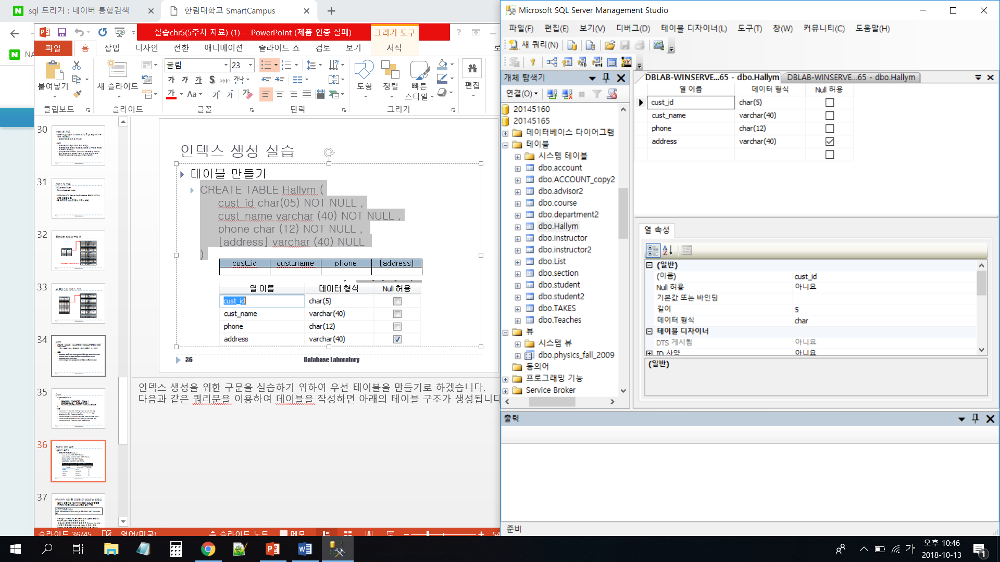 sql 트리거 : 네이버 통합검색
한림대학교 SmartCampus
실습chr5(5주차 자료) (1) - PowerPoint (제품 인증 실패)
그리기 도구
파일
홈
삽입
디자인
전환
애니메이션
슬라이드 쇼
검토
보기
서식
로
붙여넣기
새 슬라이드
굴림
23
도형
정렬
빠른
스타일
편집
클립보드
슬라이드
글꼴
단락
그리기
30
31
32
33
34
35
36
37
인덱스 생성 실습
테이블 만들기
CREATE TABLE Hallym (
cust_id char(05) NOT NULL ,
cust_name varchar (40) NOT NULL ,
phone char (12) NOT NULL ,
[address] varchar (40) NULL
)
cust_id cust_name phone [address]
열 이름 데이터 형식 Null 허용
cust_id char(5)
cust_name varchar(40)
phone char(12)
address varchar(40)
36
Database Laboratory
인덱스 생성을 위한 구문을 실습하기 위하여 우선 테이블을 만들기로 하겠습니다.
다음과 같은 쿼리문을 이용하여 데이블을 작성하면 아래의 테이블 구조가 생성됩니다
슬라이드 36/45
영어(미국)
슬라이드 노트
메모
54
Microsoft SQL Server Management Studio
파일(F) 편집(E) 보기(V) 디버그(D) 테이블 디자이너(L) 도구(T) 창(W) 커뮤니티(C) 도움말(H)
새 쿼리(N)
개체 탐색기
연결(O)
20145160
20145165
데이터베이스 다이어그램
테이블
시스템 테이블
dbo.account
dbo.ACCOUNT_copy2
dbo.advisor2
dbo.course
dbo.department2
dbo.Hallym
dbo.instructor
dbo.instructor2
dbo.List
dbo.section
dbo.student
dbo.student2
dbo.TAKES
dbo.Teaches
뷰
시스템 뷰
dbo.physics_fall_2009
동의어
프로그래밍 기능
Service Broker
DBLAB-WINSERVE...65 - dbo.Hallym
DBLAB-WINSERVE...65 - dbo.Hallym
열 이름 데이터 형식 Null 허용
cust_id char(5)
cust_name varchar(40)
phone char(12)
address varchar(40)
열 속성
(일반)
(이름) cust_id
Null 허용 아니요
기본값 또는 바인딩
길이 5
데이터 형식 char
테이블 디자이너
DTS 게시됨 아니요
ID 사양 아니요
(일반)
출력
준비
가
오후 10:46
2018-10-13
1